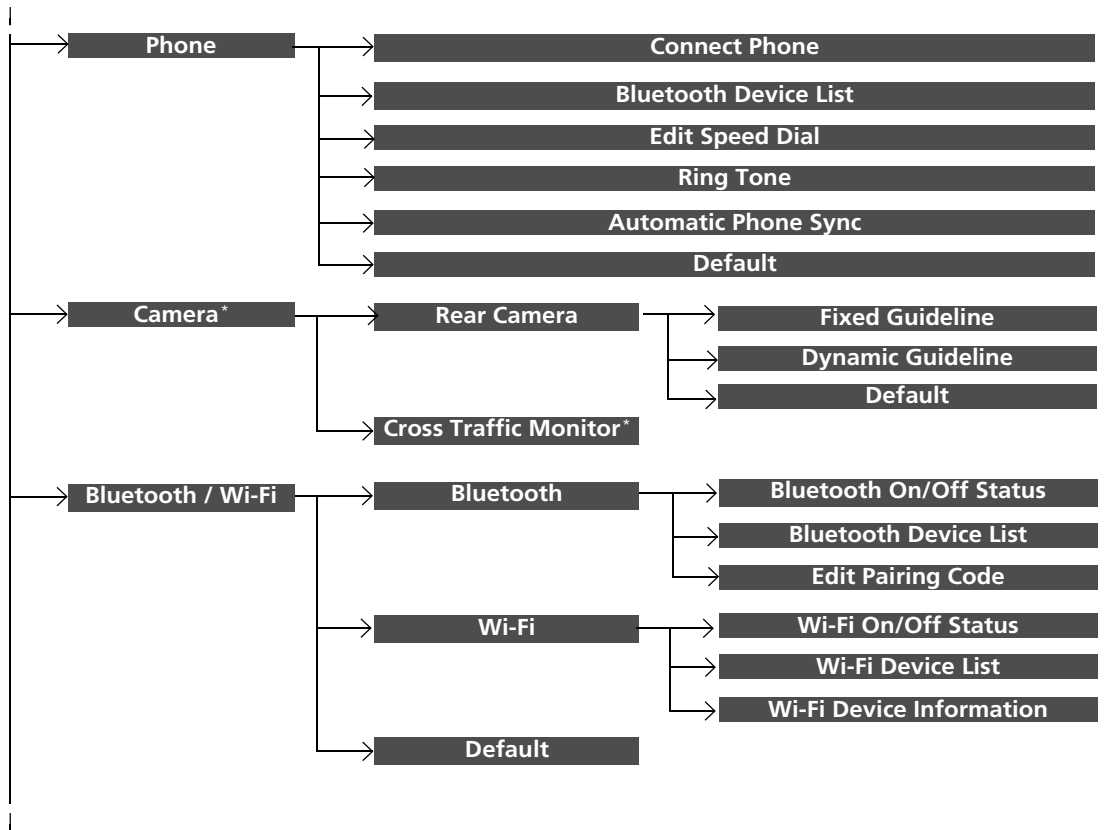 Phone
Connect Phone
Bluetooth Device List
Edit Speed Dial
Ring Tone
Automatic Phone Sync
Default
Camera*
Rear Camera
Fixed Guideline
Dynamic Guideline
Default
Cross Traffic Monitor*
Bluetooth / Wi-Fi
Bluetooth
Bluetooth On/Off Status
Bluetooth Device List
Edit Pairing Code
Wi-Fi
Wi-Fi On/Off Status
Wi-Fi Device List
Wi-Fi Device Information
Default